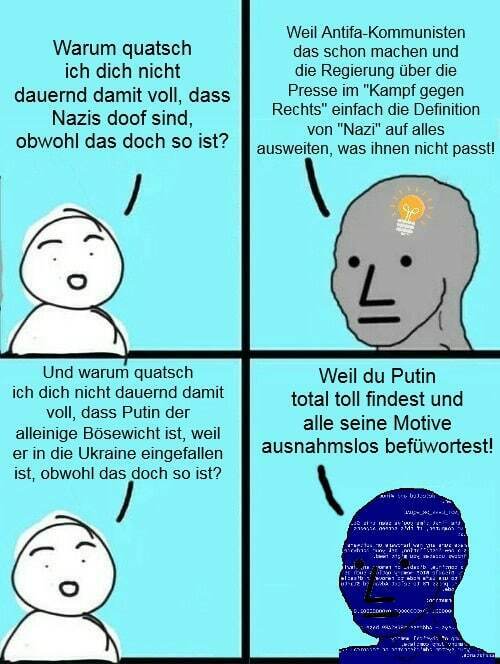 Warum quatsch
ich dich nicht
dauernd damit voll, dass
Nazis doof sind,
obwohl das doch so ist?
Weil Antifa-Kommunisten
das schon machen und
die Regierung über die
Presse im "Kampf gegen
Rechts" einfach die Definition
von "Nazi" auf alles
ausweiten, was ihnen nicht passt!
Und warum quatsch
ich dich nicht dauernd damit
voll, dass Putin der
alleinige Bösewicht ist, weil
er in die Ukraine eingefallen
ist, obwohl das doch so ist?
Weil du Putin
total toll findest und
alle seine Motive
ausnahmslos befüwortest!